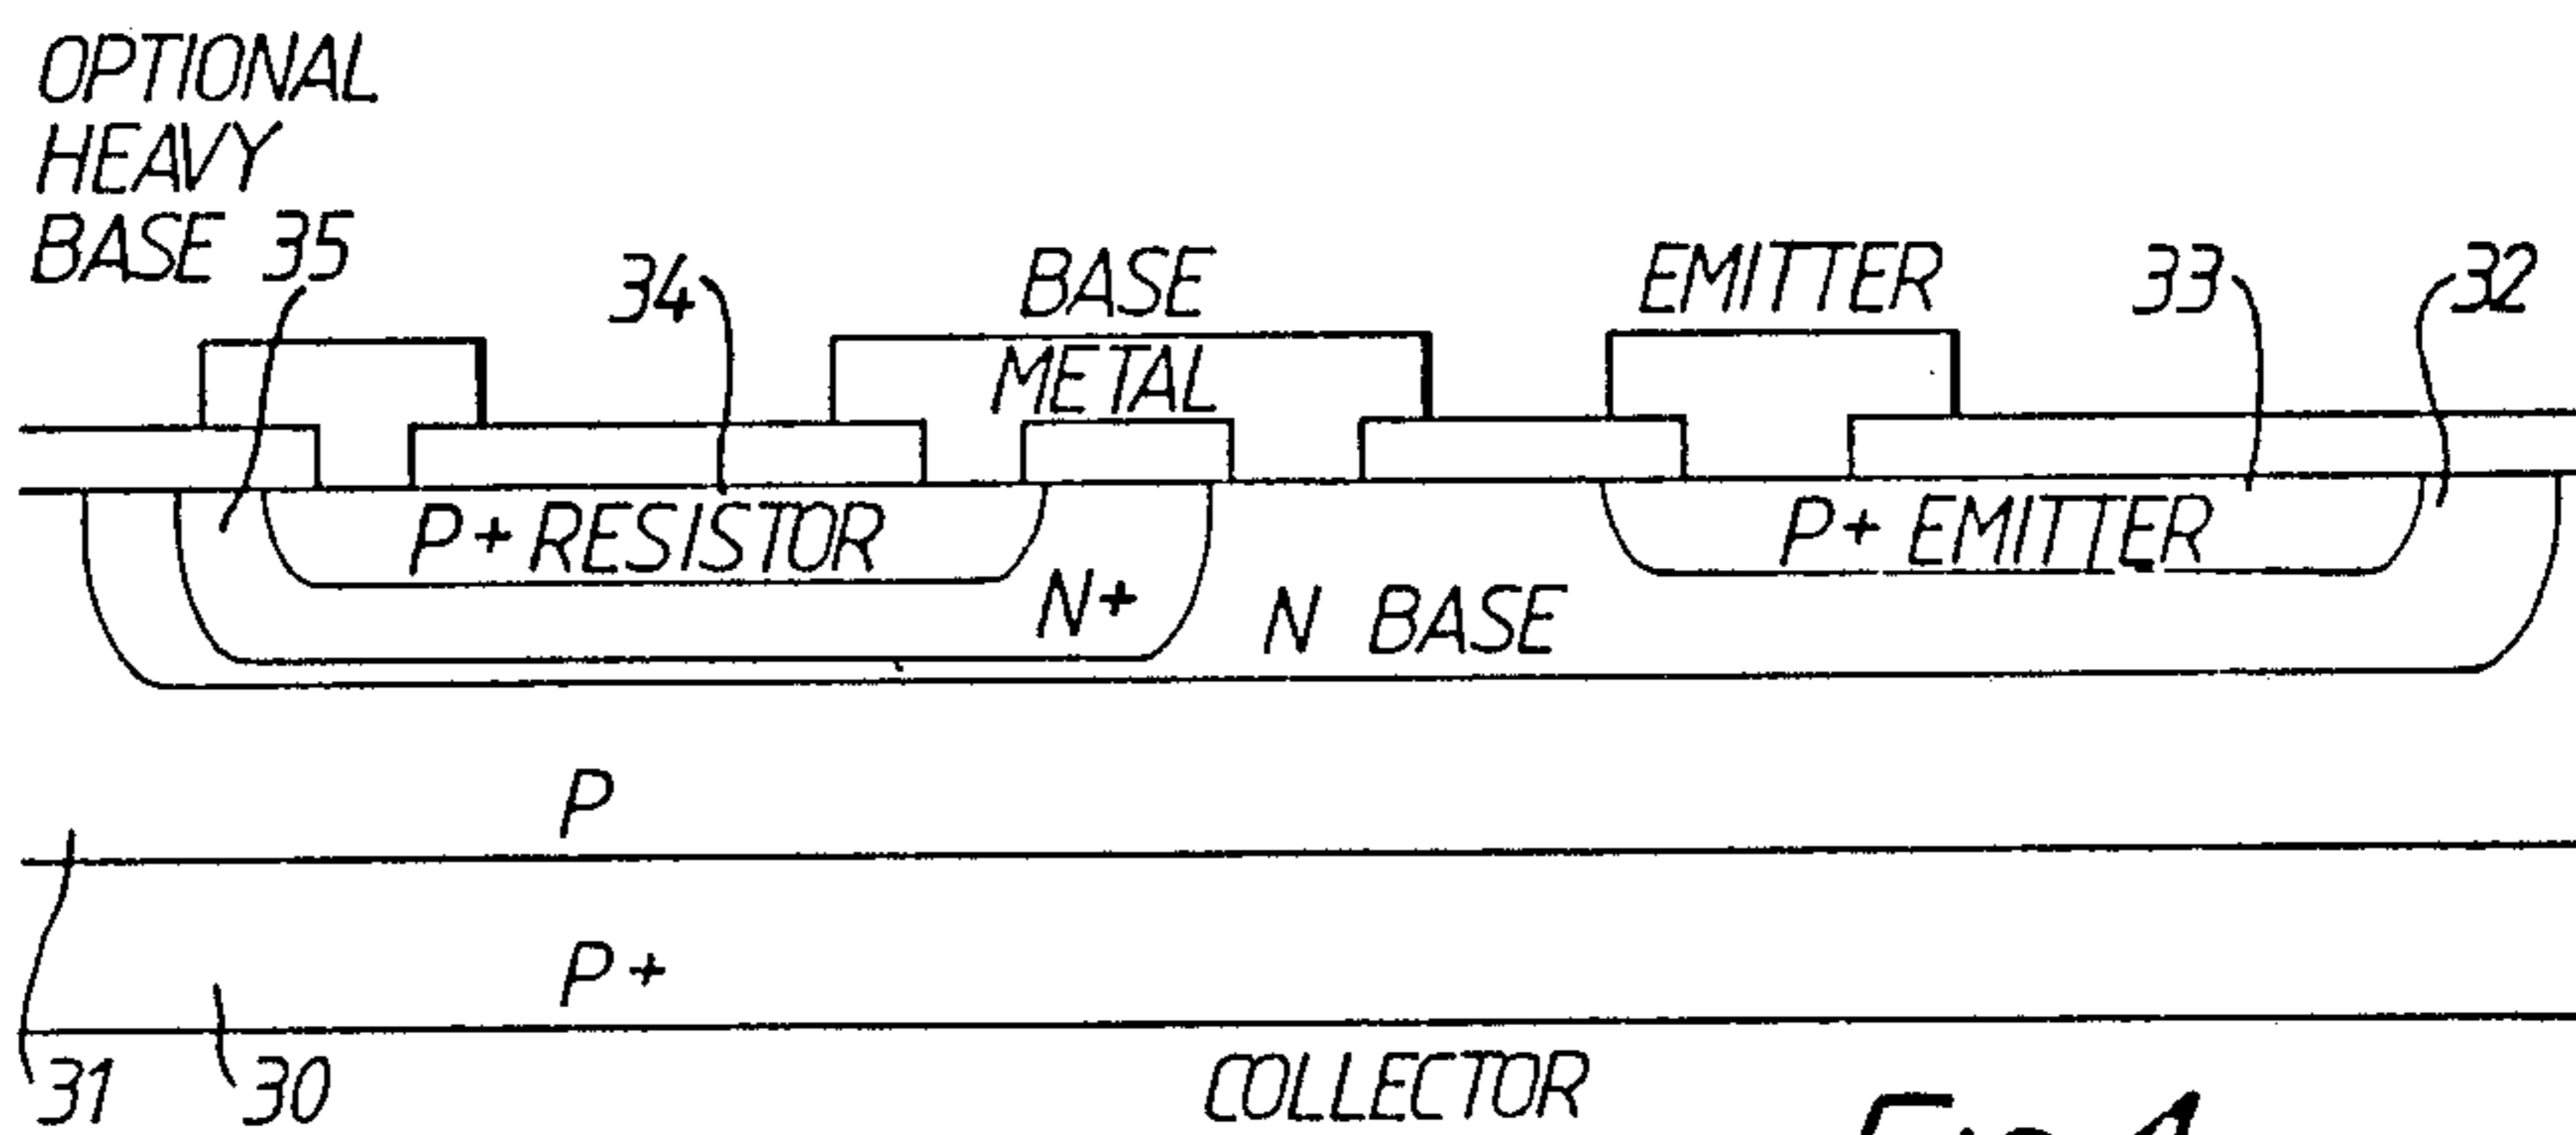 OPTIONAL
HEAVY
BASE 35
34
BASE
METAL
EMITTER
33
32
P+ RESISTOR
P+ EMITTER
N+
N BASE
P
P+
31
30
COLLECTOR